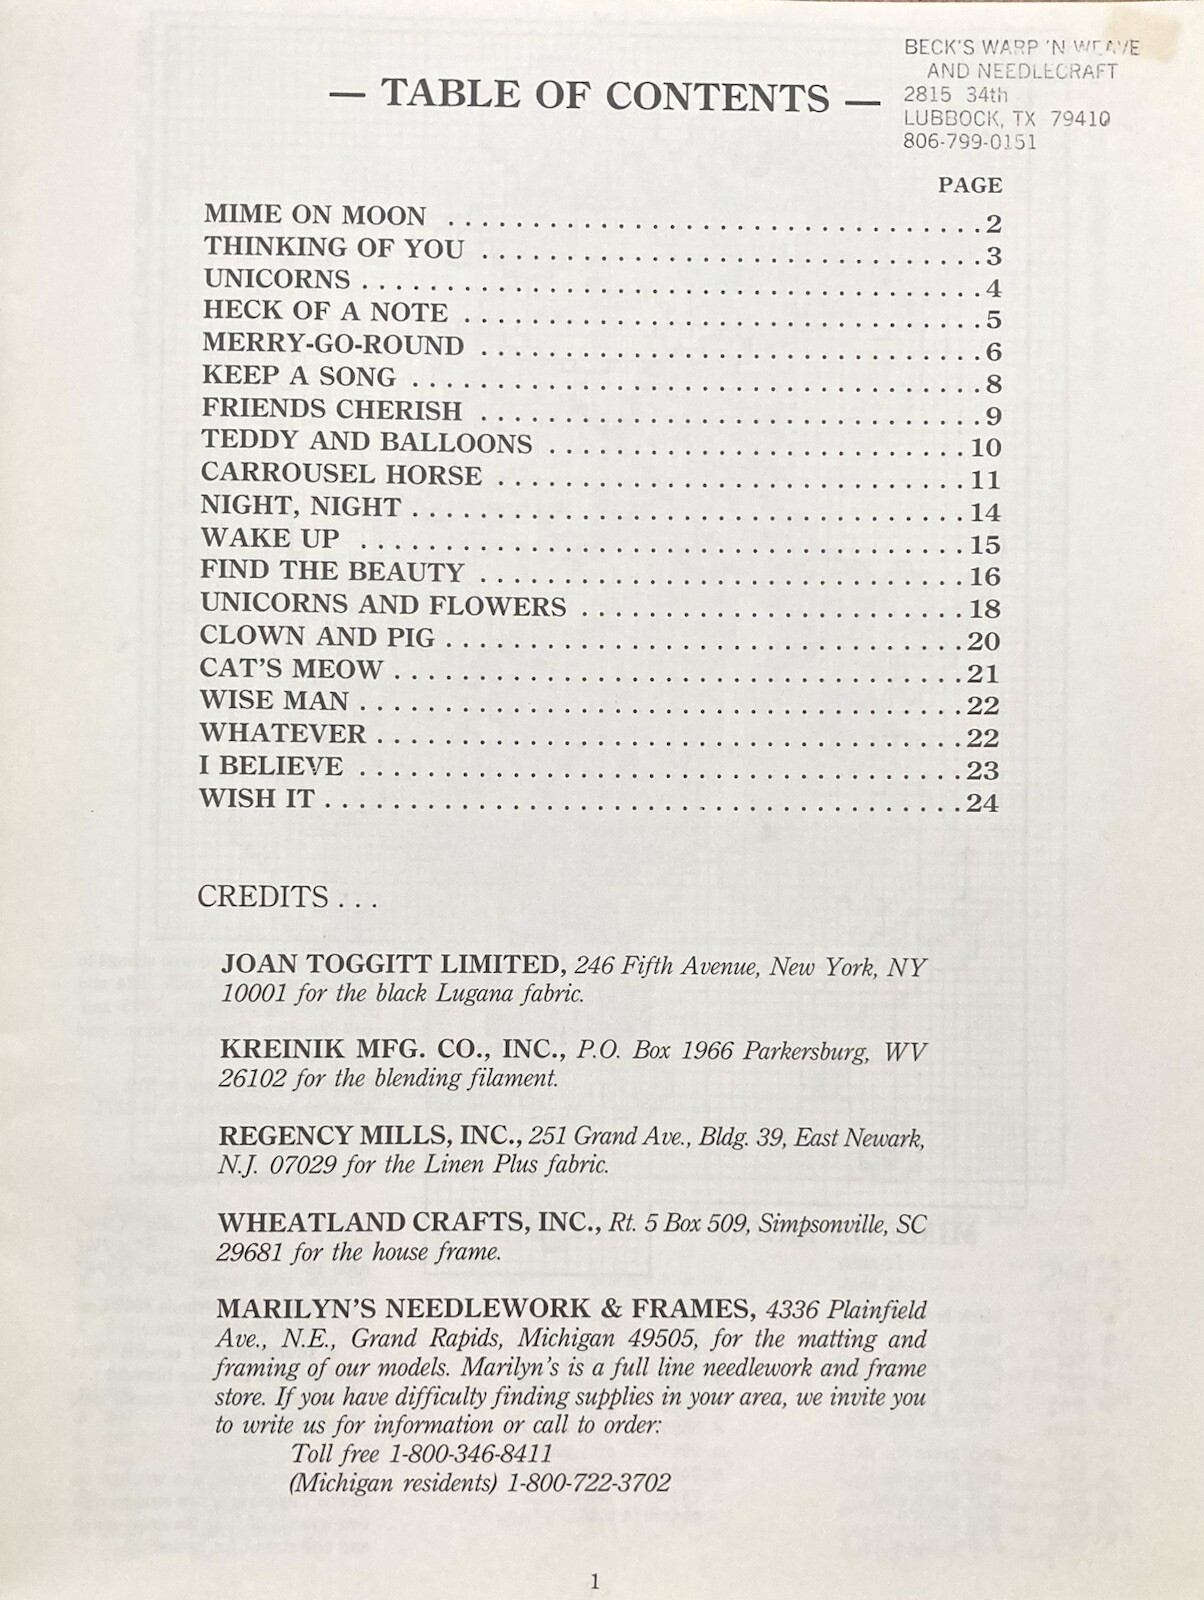 BECK'S WARP 'N WEAVE
AND NEEDLECRAFT
2815 34th
LUBBOCK, TX 79410
806-799-0151
— TABLE OF CONTENTS —
PAGE
MIME ON MOON . . . . . . . . . . . . . . . . . . . . . . . . . . . . . . . 2
THINKING OF YOU . . . . . . . . . . . . . . . . . . . . . . . . . . . . . 3
UNICORNS . . . . . . . . . . . . . . . . . . . . . . . . . . . . . . . . . . . . 4
HECK OF A NOTE . . . . . . . . . . . . . . . . . . . . . . . . . . . . . . 5
MERRY-GO-ROUND . . . . . . . . . . . . . . . . . . . . . . . . . . . . . 6
KEEP A SONG . . . . . . . . . . . . . . . . . . . . . . . . . . . . . . . . . 8
FRIENDS CHERISH . . . . . . . . . . . . . . . . . . . . . . . . . . . . . 9
TEDDY AND BALLOONS . . . . . . . . . . . . . . . . . . . . . . . . 10
CARROUSEL HORSE . . . . . . . . . . . . . . . . . . . . . . . . . . . 11
NIGHT, NIGHT . . . . . . . . . . . . . . . . . . . . . . . . . . . . . . . . 14
WAKE UP . . . . . . . . . . . . . . . . . . . . . . . . . . . . . . . . . . . 15
FIND THE BEAUTY . . . . . . . . . . . . . . . . . . . . . . . . . . . . 16
UNICORNS AND FLOWERS . . . . . . . . . . . . . . . . . . . . . . 18
CLOWN AND PIG . . . . . . . . . . . . . . . . . . . . . . . . . . . . . . 20
CAT'S MEOW . . . . . . . . . . . . . . . . . . . . . . . . . . . . . . . . . 21
WISE MAN . . . . . . . . . . . . . . . . . . . . . . . . . . . . . . . . . . . 22
WHATEVER . . . . . . . . . . . . . . . . . . . . . . . . . . . . . . . . . . 22
I BELIEVE . . . . . . . . . . . . . . . . . . . . . . . . . . . . . . . . . . . 23
WISH IT . . . . . . . . . . . . . . . . . . . . . . . . . . . . . . . . . . . . . 24
CREDITS . . .
JOAN TOGGITT LIMITED, 246 Fifth Avenue, New York, NY
10001 for the black Lugana fabric.
KREINIK MFG. CO., INC., P.O. Box 1966 Parkersburg, WV
26102 for the blending filament.
REGENCY MILLS, INC., 251 Grand Ave., Bldg. 39, East Newark,
N.J. 07029 for the Linen Plus fabric.
WHEATLAND CRAFTS, INC., Rt. 5 Box 509, Simpsonville, SC
29681 for the house frame.
MARILYN'S NEEDLEWORK & FRAMES, 4336 Plainfield
Ave., N.E., Grand Rapids, Michigan 49505, for the matting and
framing of our models. Marilyn's is a full line needlework and frame
store. If you have difficulty finding supplies in your area, we invite you
to write us for information or call to order:
Toll free 1-800-346-8411
(Michigan residents) 1-800-722-3702
1